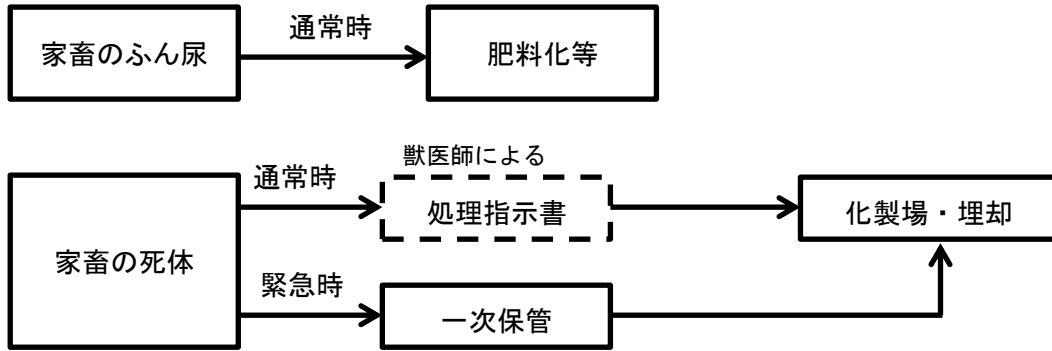 家畜のふん尿
通常時
肥料化等
家畜の死体
通常時
獣医師による
処理指示書
化製場・埋却
緊急時
一次保管